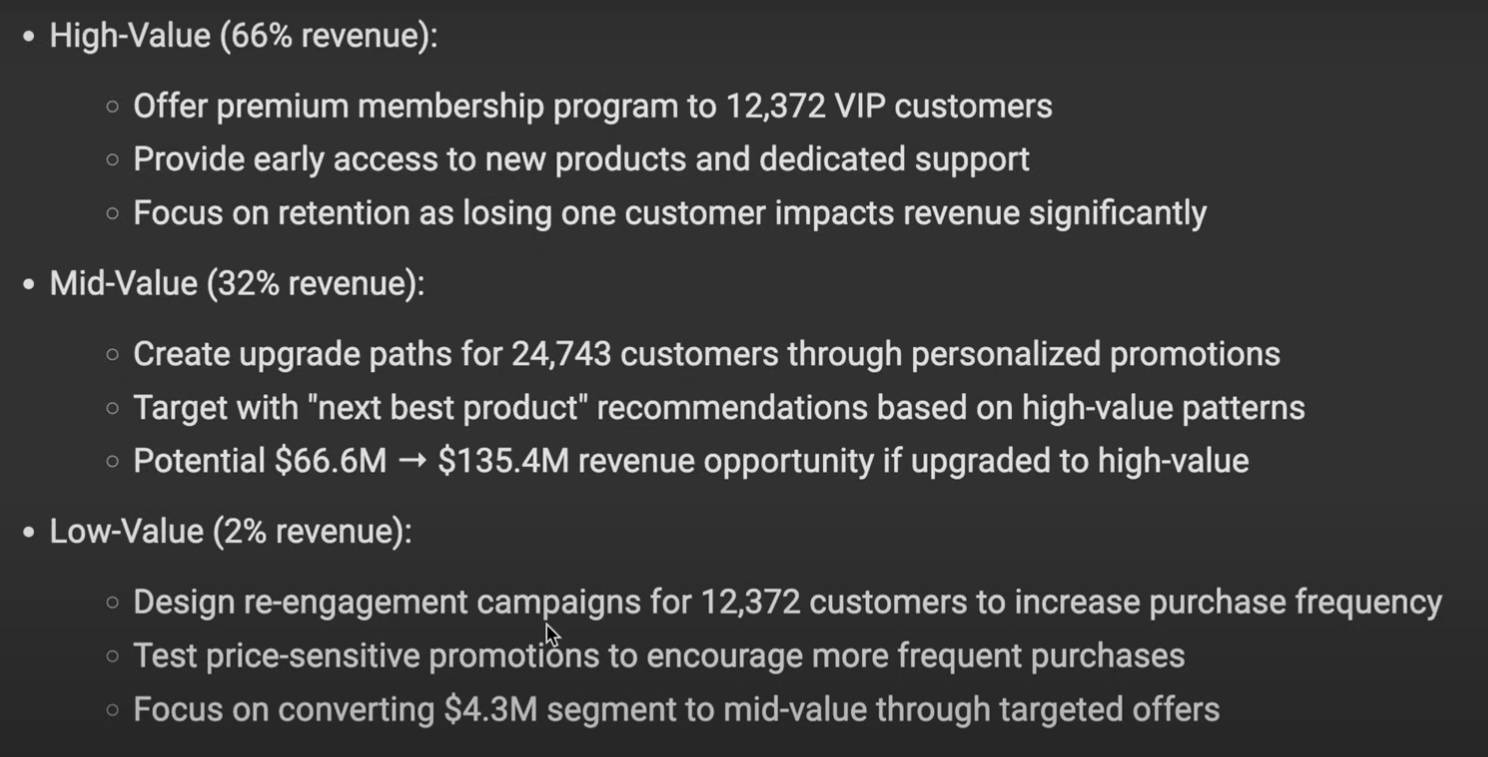 • High-Value (66% revenue):
○ Offer premium membership program to 12,372 VIP customers
○ Provide early access to new products and dedicated support
○ Focus on retention as losing one customer impacts revenue significantly
• Mid-Value (32% revenue):
○ Create upgrade paths for 24,743 customers through personalized promotions
○ Target with "next best product" recommendations based on high-value patterns
○ Potential $66.6M → $135.4M revenue opportunity if upgraded to high-value
• Low-Value (2% revenue):
○ Design re-engagement campaigns for 12,372 customers to increase purchase frequency
○ Test price-sensitive promotions to encourage more frequent purchases
○ Focus on converting $4.3M segment to mid-value through targeted offers